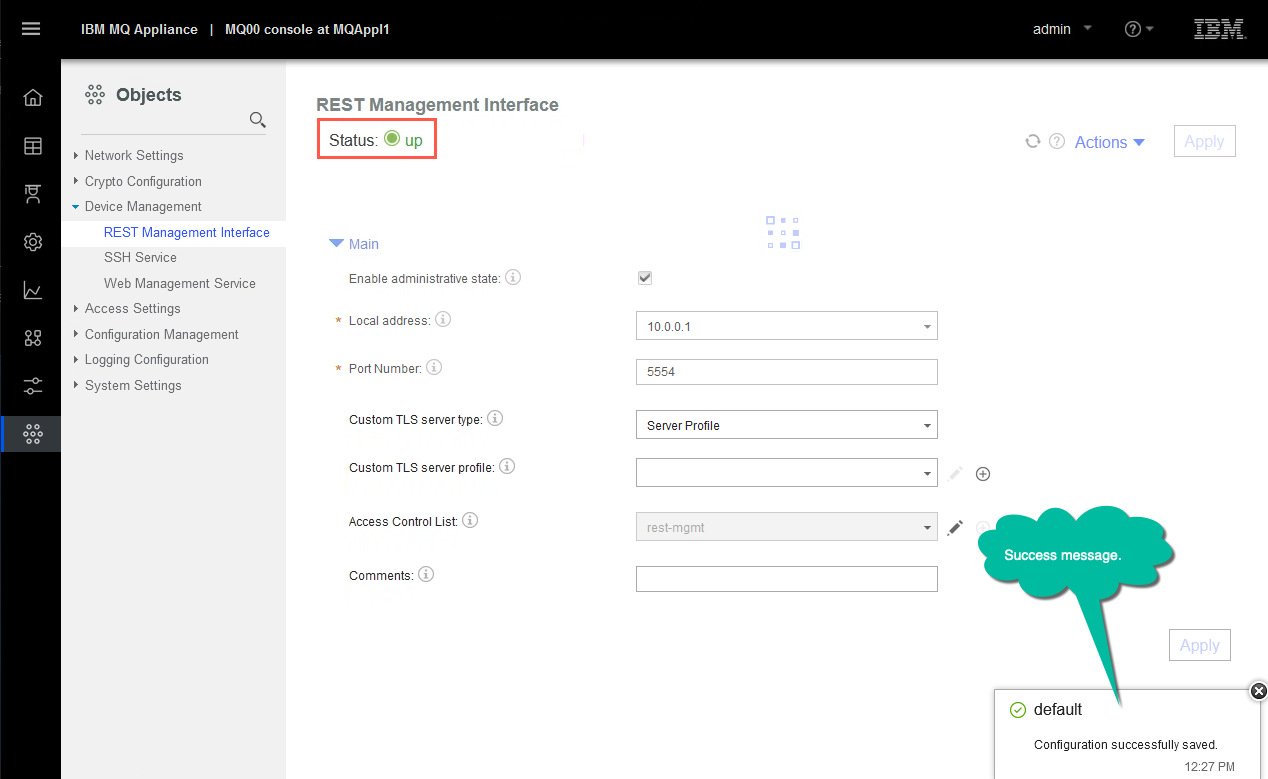 IBM MQ Appliance | MQ00 console at MQAppl1
admin
IBM
Objects
Network Settings
Crypto Configuration
Device Management
REST Management Interface
SSH Service
Web Management Service
Access Settings
Configuration Management
Logging Configuration
System Settings
REST Management Interface
Status: up
Actions
Apply
Main
Enable administrative state:
* Local address: 10.0.0.1
* Port Number: 5554
Custom TLS server type: Server Profile
Custom TLS server profile:
Access Control List: rest-mgmt
Comments:
Success message.
Apply
default
Configuration successfully saved.
12:27 PM